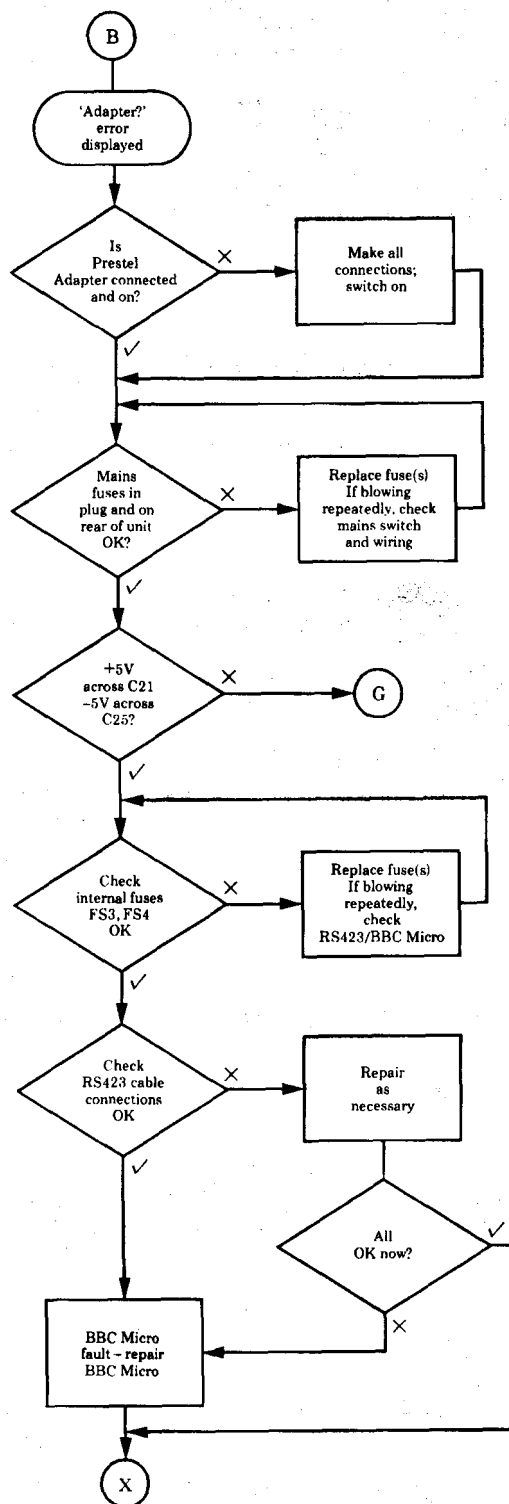 B
'Adapter?'
error
displayed
Is
Prestel
Adapter connected
and on?
×
Make all
connections;
switch on
✓
Mains
fuses in
plug and on
rear of unit
OK?
×
Replace fuse(s)
If blowing
repeatedly, check
mains switch
and wiring
✓
+5V
across C21
–5V across
C25?
×
G
✓
Check
internal fuses
FS3, FS4
OK
×
Replace fuse(s)
If blowing
repeatedly,
check
RS423/BBC Micro
✓
Check
RS423 cable
connections
OK
×
Repair
as
necessary
✓
All
OK now?
✓
×
BBC Micro
fault – repair
BBC Micro
X